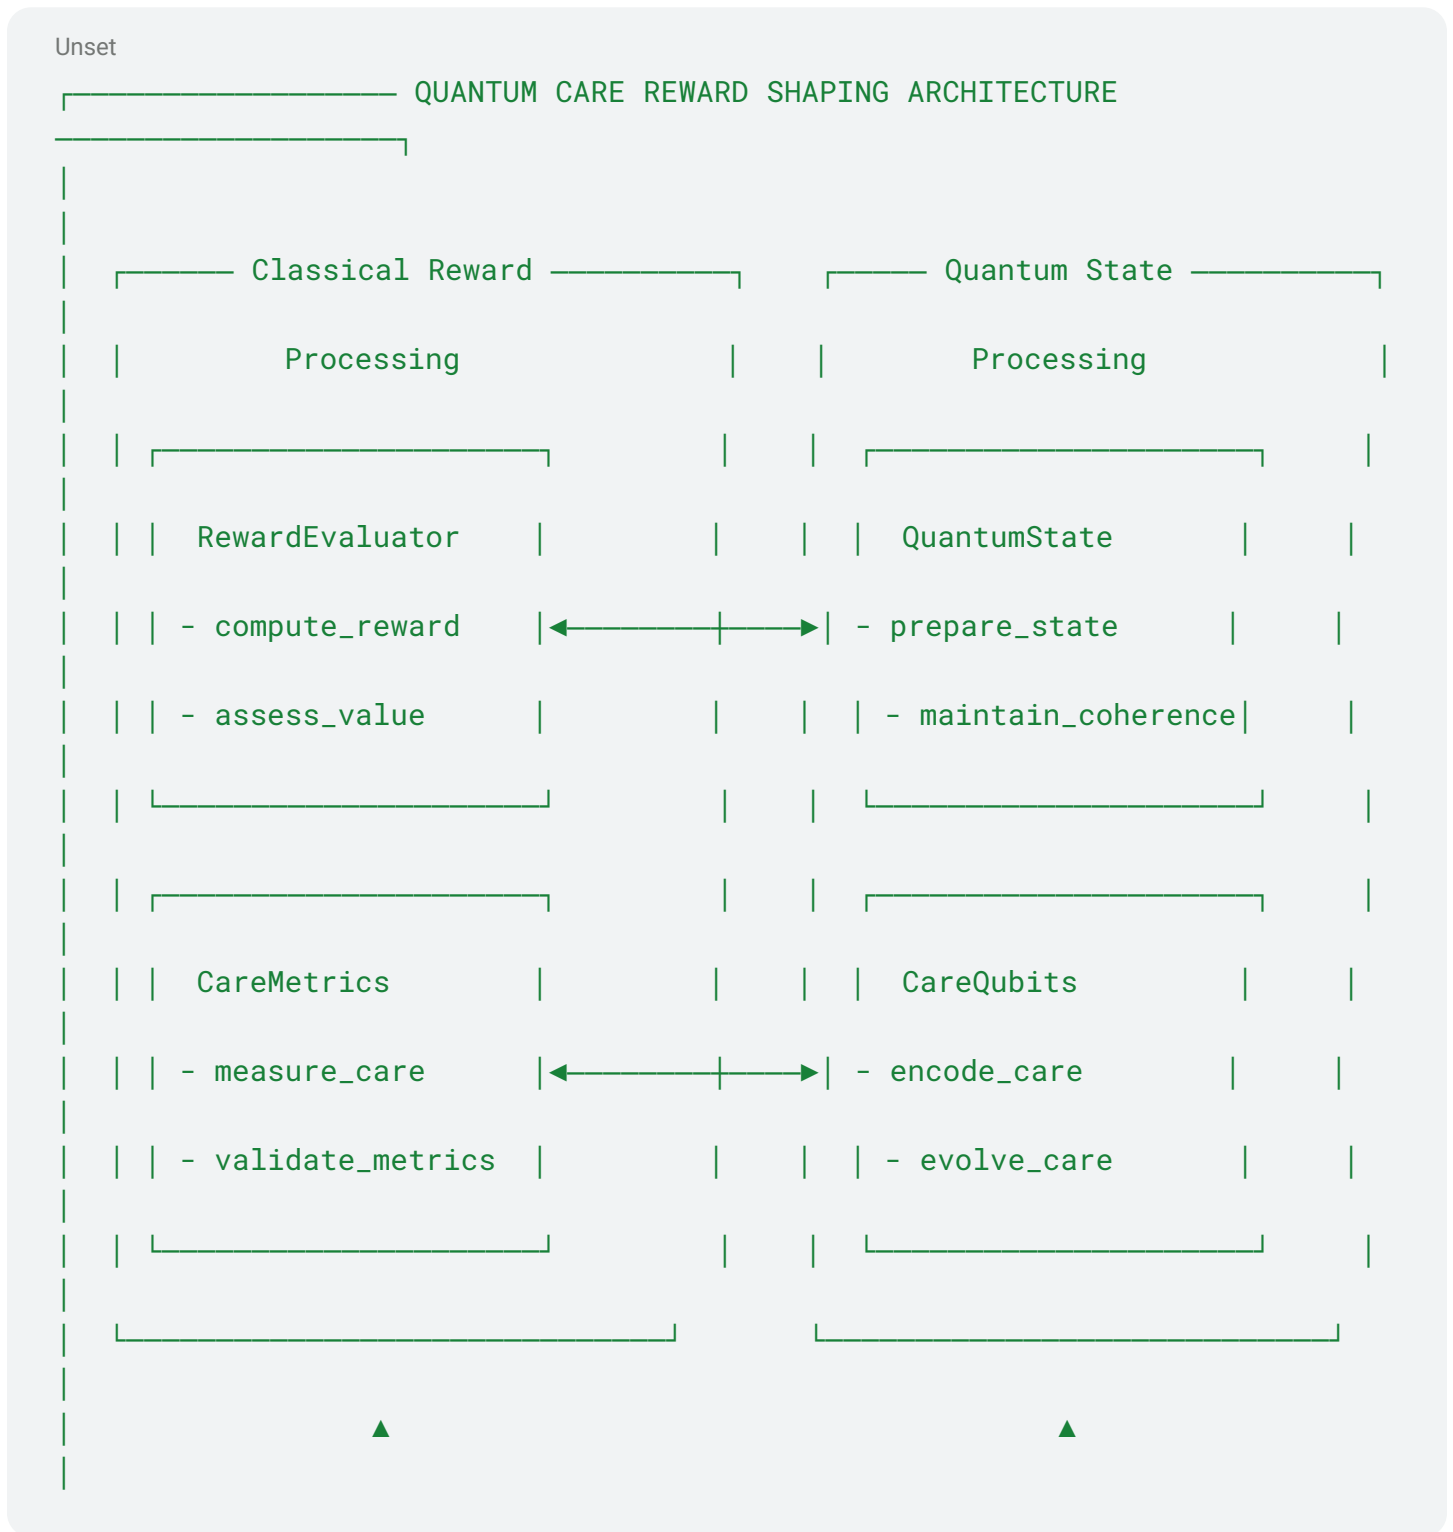 Unset
┌────────────────── QUANTUM CARE REWARD SHAPING ARCHITECTURE
───────────────────┐
│
│
│  ┌────── Classical Reward ──────────┐    ┌───── Quantum State ──────────┐
│
│  │         Processing               │    │        Processing             │
│
│  │ ┌─────────────────────┐         │    │  ┌─────────────────────┐     │
│
│  │ │  RewardEvaluator    │         │    │  │  QuantumState       │     │
│
│  │ │ - compute_reward    │◄────────┼────►│ - prepare_state      │     │
│
│  │ │ - assess_value      │         │    │  │ - maintain_coherence│     │
│
│  │ └─────────────────────┘         │    │  └─────────────────────┘     │
│
│  │ ┌─────────────────────┐         │    │  ┌─────────────────────┐     │
│
│  │ │  CareMetrics        │         │    │  │  CareQubits         │     │
│
│  │ │ - measure_care      │◄────────┼────►│ - encode_care        │     │
│
│  │ │ - validate_metrics  │         │    │  │ - evolve_care       │     │
│
│  │ └─────────────────────┘         │    │  └─────────────────────┘     │
│
│  └──────────────────────────────┘       └────────────────────────────┘
│
│                 ▲                                      ▲
│